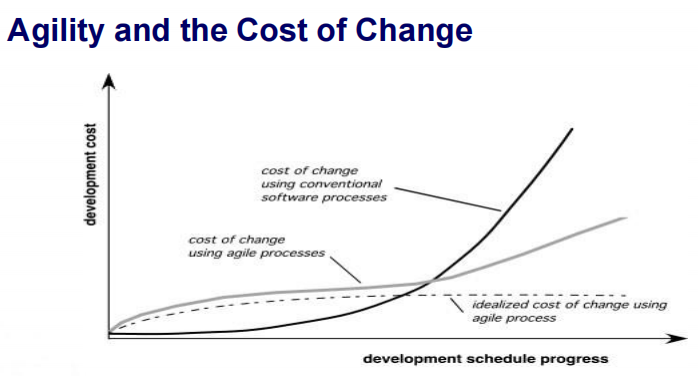 Agility and the Cost of Change
development cost
cost of change
using conventional
software processes
cost of change
using agile processes
idealized cost of change using
agile process
development schedule progress